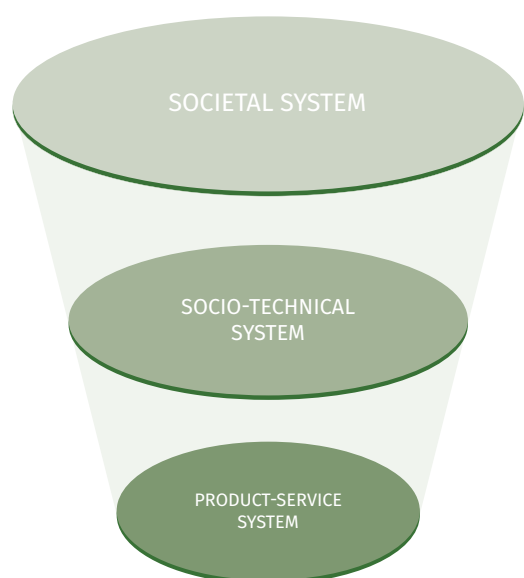 SOCIETAL SYSTEM
SOCIO-TECHNICAL
SYSTEM
PRODUCT-SERVICE
SYSTEM